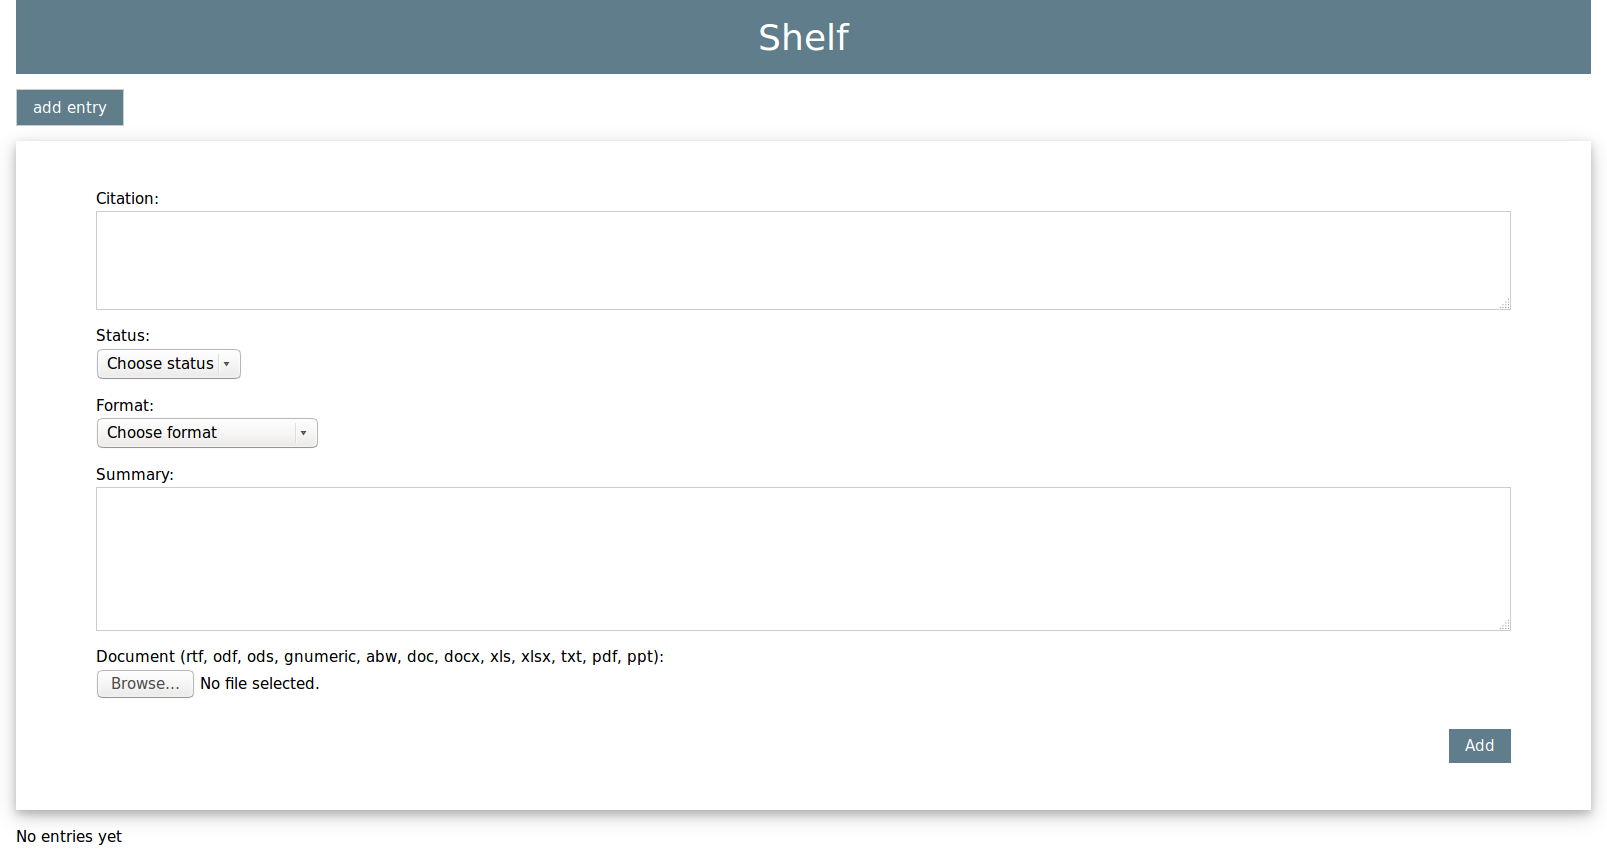 Shelf
add entry
Citation:
Status:
Choose status
Format:
Choose format
Summary:
Document (rtf, odf, ods, gnumeric, abw, doc, docx, xls, xlsx, txt, pdf, ppt):
Browse... No file selected.
Add
No entries yet